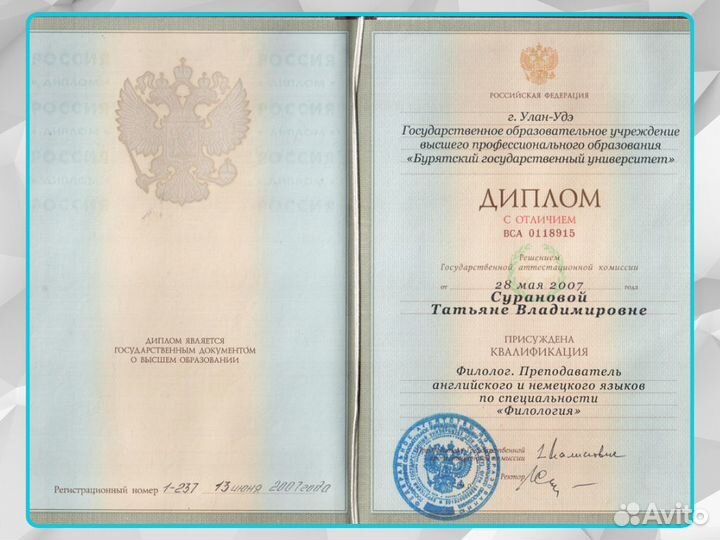 РОССИЯ
ДИПЛОМ
ДИПЛОМ ЯВЛЯЕТСЯ
ГОСУДАРСТВЕННЫМ ДОКУМЕНТОМ
О ВЫСШЕМ ОБРАЗОВАНИИ
Регистрационный номер 1-237 13 июня 2007 года
РОССИЙСКАЯ ФЕДЕРАЦИЯ
г. Улан-Удэ
Государственное образовательное учреждение
высшего профессионального образования
«Бурятский государственный университет»
ДИПЛОМ
С ОТЛИЧИЕМ
ВСА 0118915
Решением
Государственной аттестационной комиссии
от 28 мая 2007 года
Сурановой
Татьяне Владимировне
ПРИСУЖДЕНА
КВАЛИФИКАЦИЯ
Филолог. Преподаватель
английского и немецкого языков
по специальности
«Филология»
Ректор
Avito